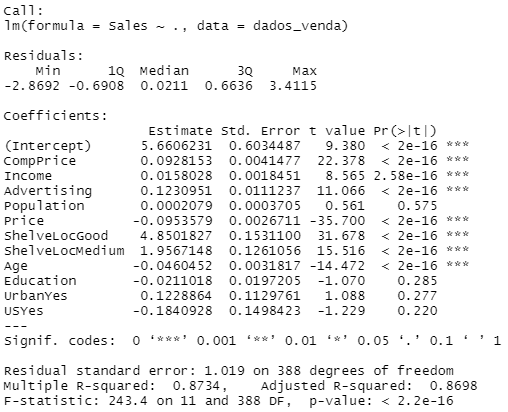 Call:
lm(formula = Sales ~ ., data = dados_venda)
Residuals:
Min 1Q Median 3Q Max
-2.8692 -0.6908 0.0211 0.6636 3.4115
Coefficients:
Estimate Std. Error t value Pr(>|t|)
(Intercept) 5.6606231 0.6034487 9.380 < 2e-16 ***
CompPrice 0.0928153 0.0041477 22.378 < 2e-16 ***
Income 0.0158028 0.0018451 8.565 2.58e-16 ***
Advertising 0.1230951 0.0111237 11.066 < 2e-16 ***
Population 0.0002079 0.0003705 0.561 0.575
Price -0.0953579 0.0026711 -35.700 < 2e-16 ***
ShelveLocGood 4.8501827 0.1531100 31.678 < 2e-16 ***
ShelveLocMedium 1.9567148 0.1261056 15.516 < 2e-16 ***
Age -0.0460452 0.0031817 -14.472 < 2e-16 ***
Education -0.0211018 0.0197205 -1.070 0.285
UrbanYes 0.1228864 0.1129761 1.088 0.277
USYes -0.1840928 0.1498423 -1.229 0.220
---
Signif. codes: 0 ‘***’ 0.001 ‘**’ 0.01 ‘*’ 0.05 ‘.’ 0.1 ‘ ’ 1
Residual standard error: 1.019 on 388 degrees of freedom
Multiple R-squared: 0.8734, Adjusted R-squared: 0.8698
F-statistic: 243.4 on 11 and 388 DF, p-value: < 2.2e-16